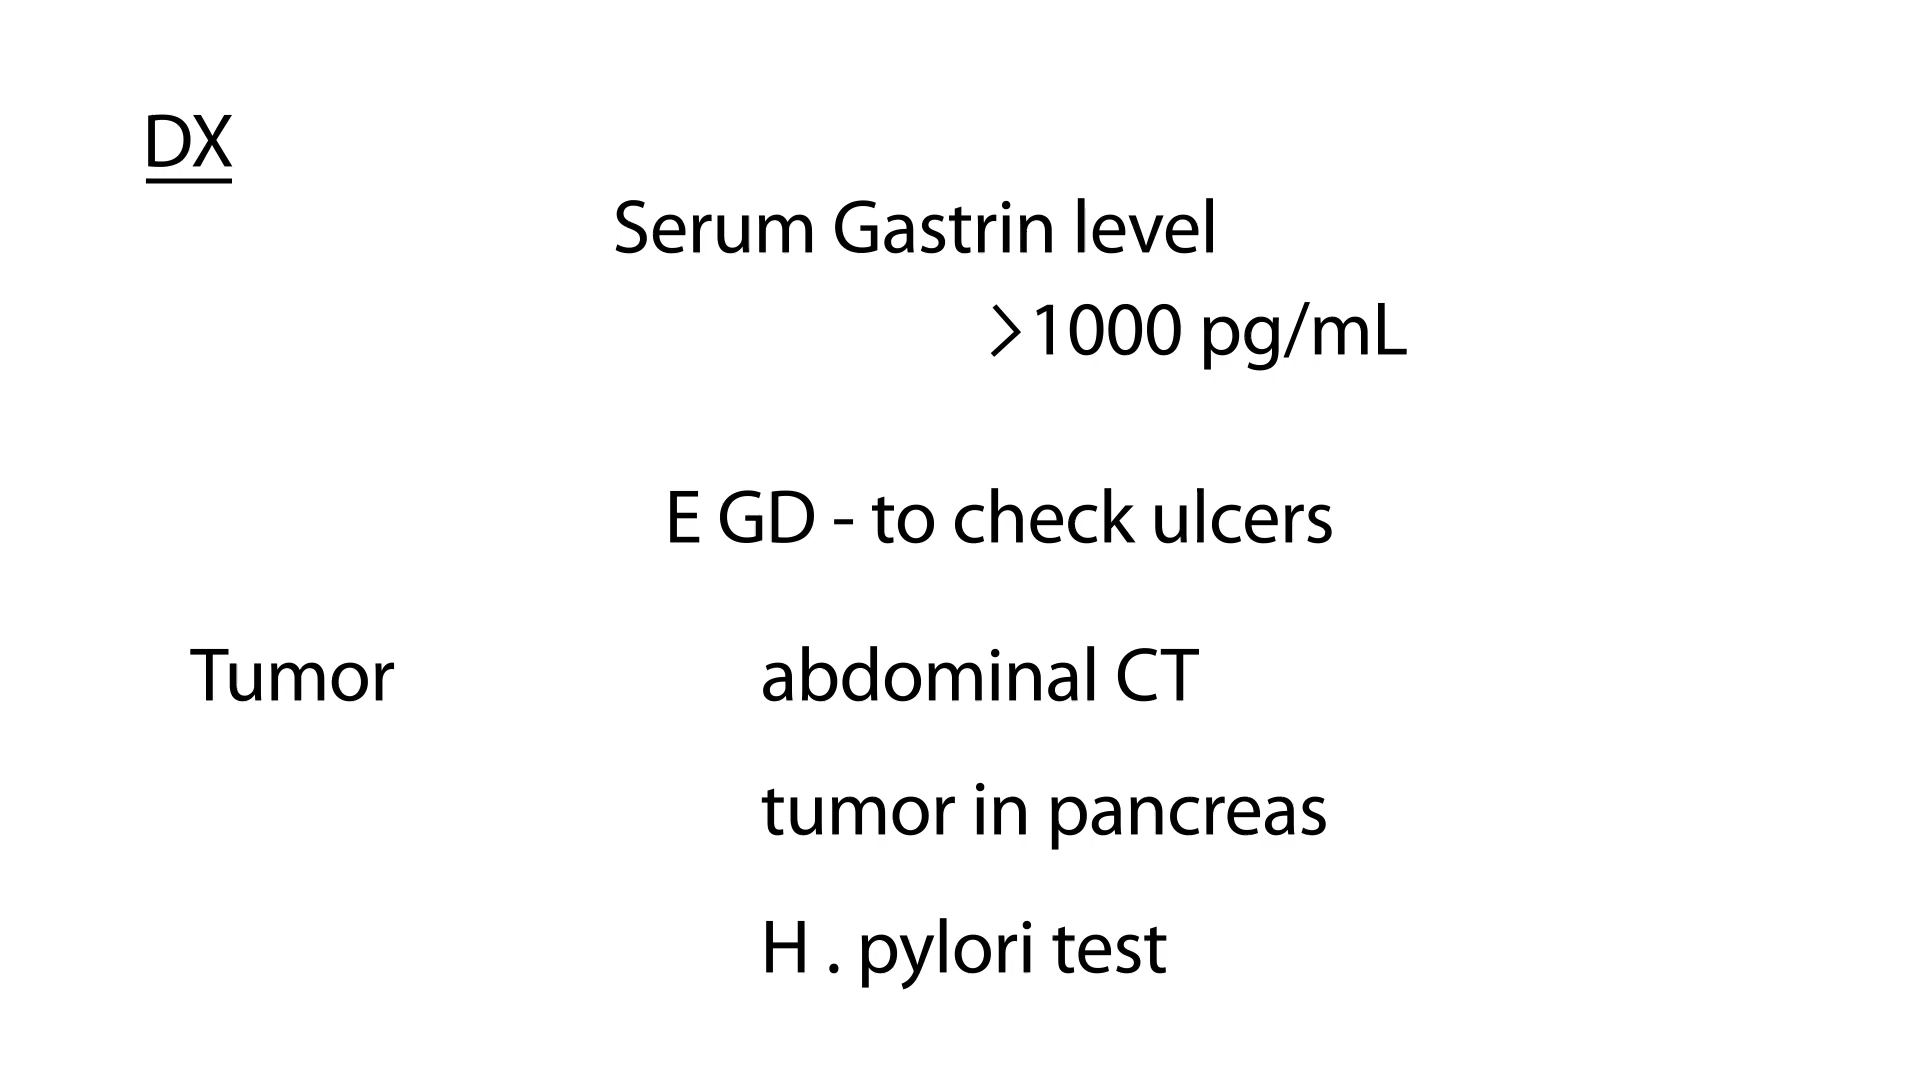 DX
Serum Gastrin level
>1000 pg/mL
E GD - to check ulcers
Tumor abdominal CT
tumor in pancreas
H . pylori test